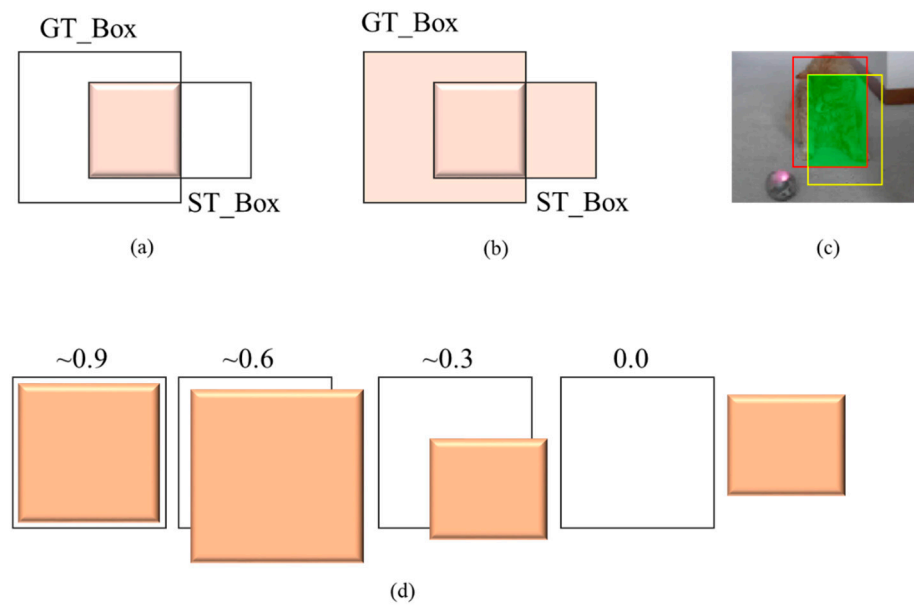 GT_Box
ST_Box
(a)
GT_Box
ST_Box
(b)
(c)
~0.9
~0.6
~0.3
0.0
(d)